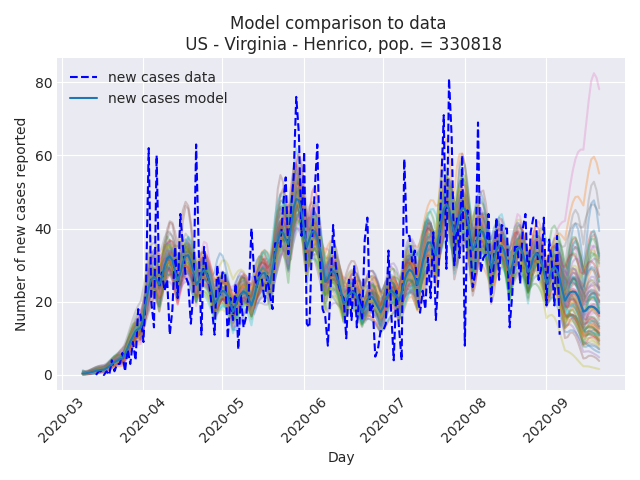 Model comparison to data
US - Virginia - Henrico, pop. = 330818
new cases data
new cases model
Number of new cases reported
80
60
40
20
0
2020-03
2020-04
2020-05
2020-06
2020-07
2020-08
2020-09
Day